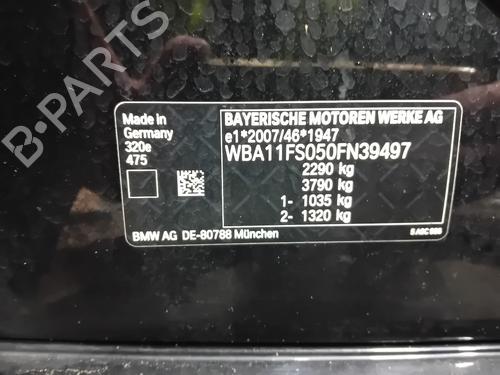 Made in
Germany
320e
475
BAYERISCHE MOTOREN WERKE AG
e1*2007/46*1947
WBA11FS050FN39497
2290 kg
3790 kg
1- 1035 kg
2- 1320 kg
BMW AG DE-80788 München
B-PARTS